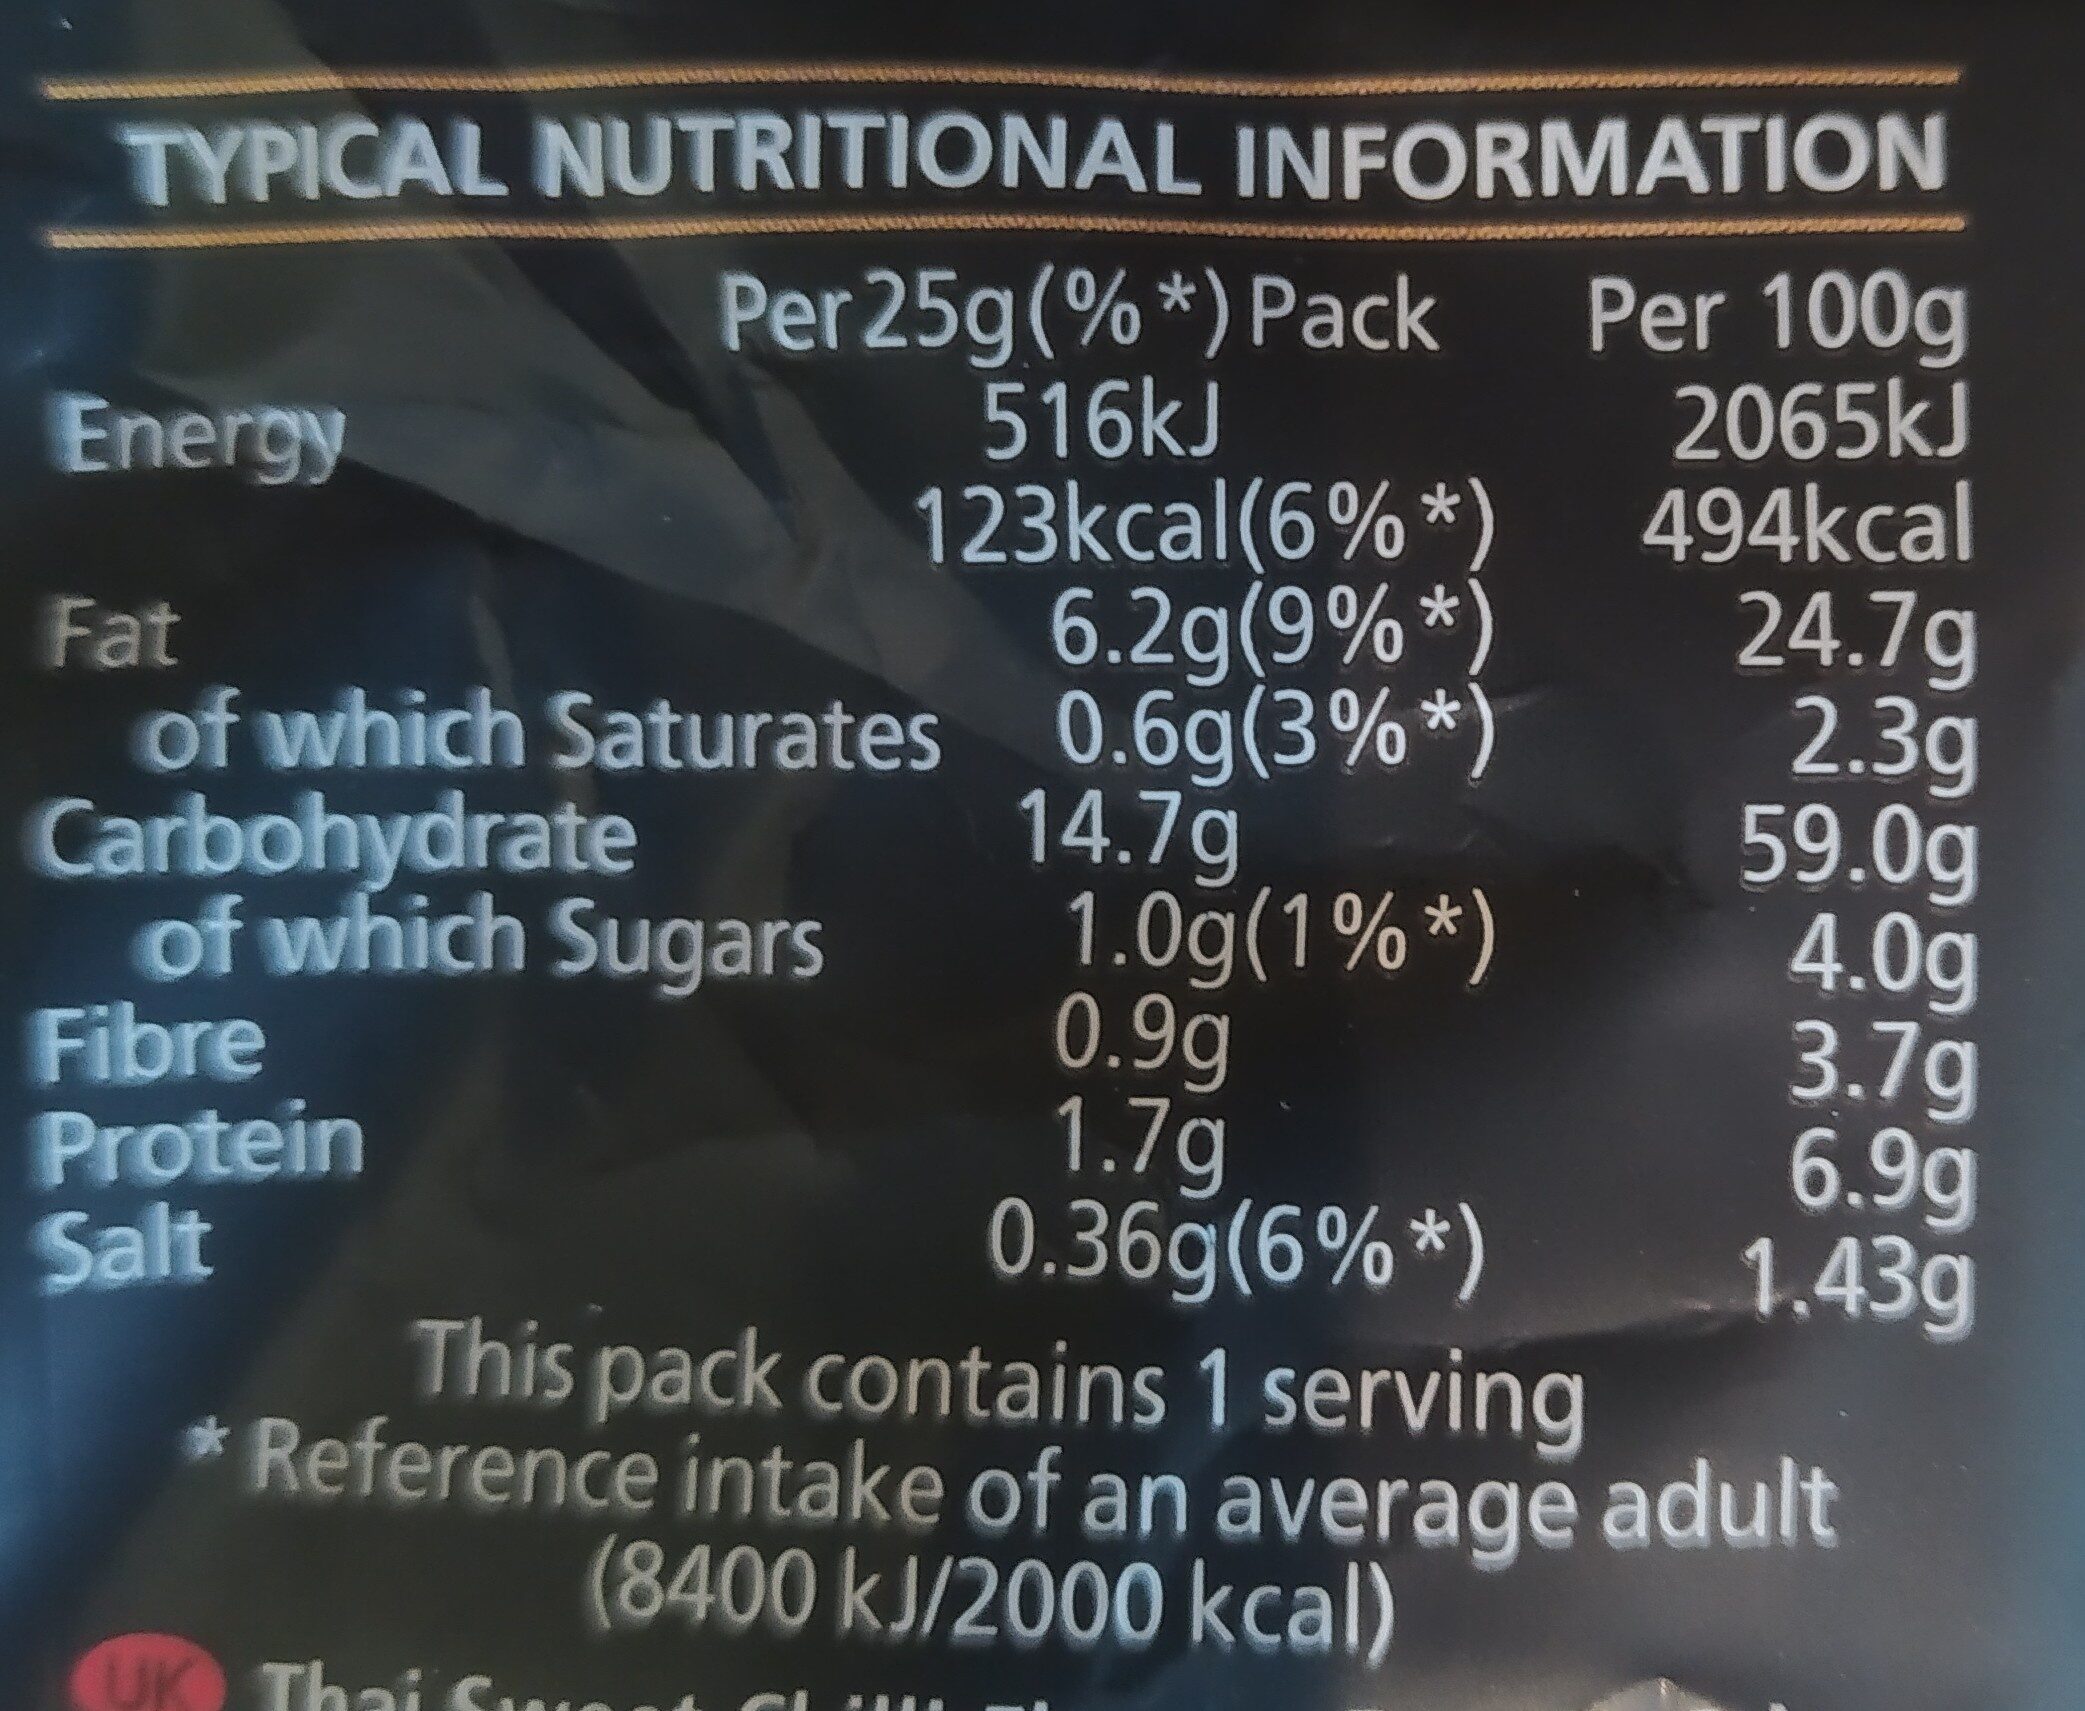 TYPICAL NUTRITIONAL INFORMATION
Per 25g(%*) Pack Per 100g
Energy 516kJ 2065kJ
123kcal(6%*) 494kcal
Fat 6.2g(9%*) 24.7g
of which Saturates 0.6g(3%*) 2.3g
Carbohydrate 14.7g 59.0g
of which Sugars 1.0g(1%*) 4.0g
Fibre 0.9g 3.7g
Protein 1.7g 6.9g
Salt 0.36g(6%*) 1.43g
This pack contains 1 serving
* Reference intake of an average adult
(8400 kJ/2000 kcal)
UK Thai Sweet Chilli